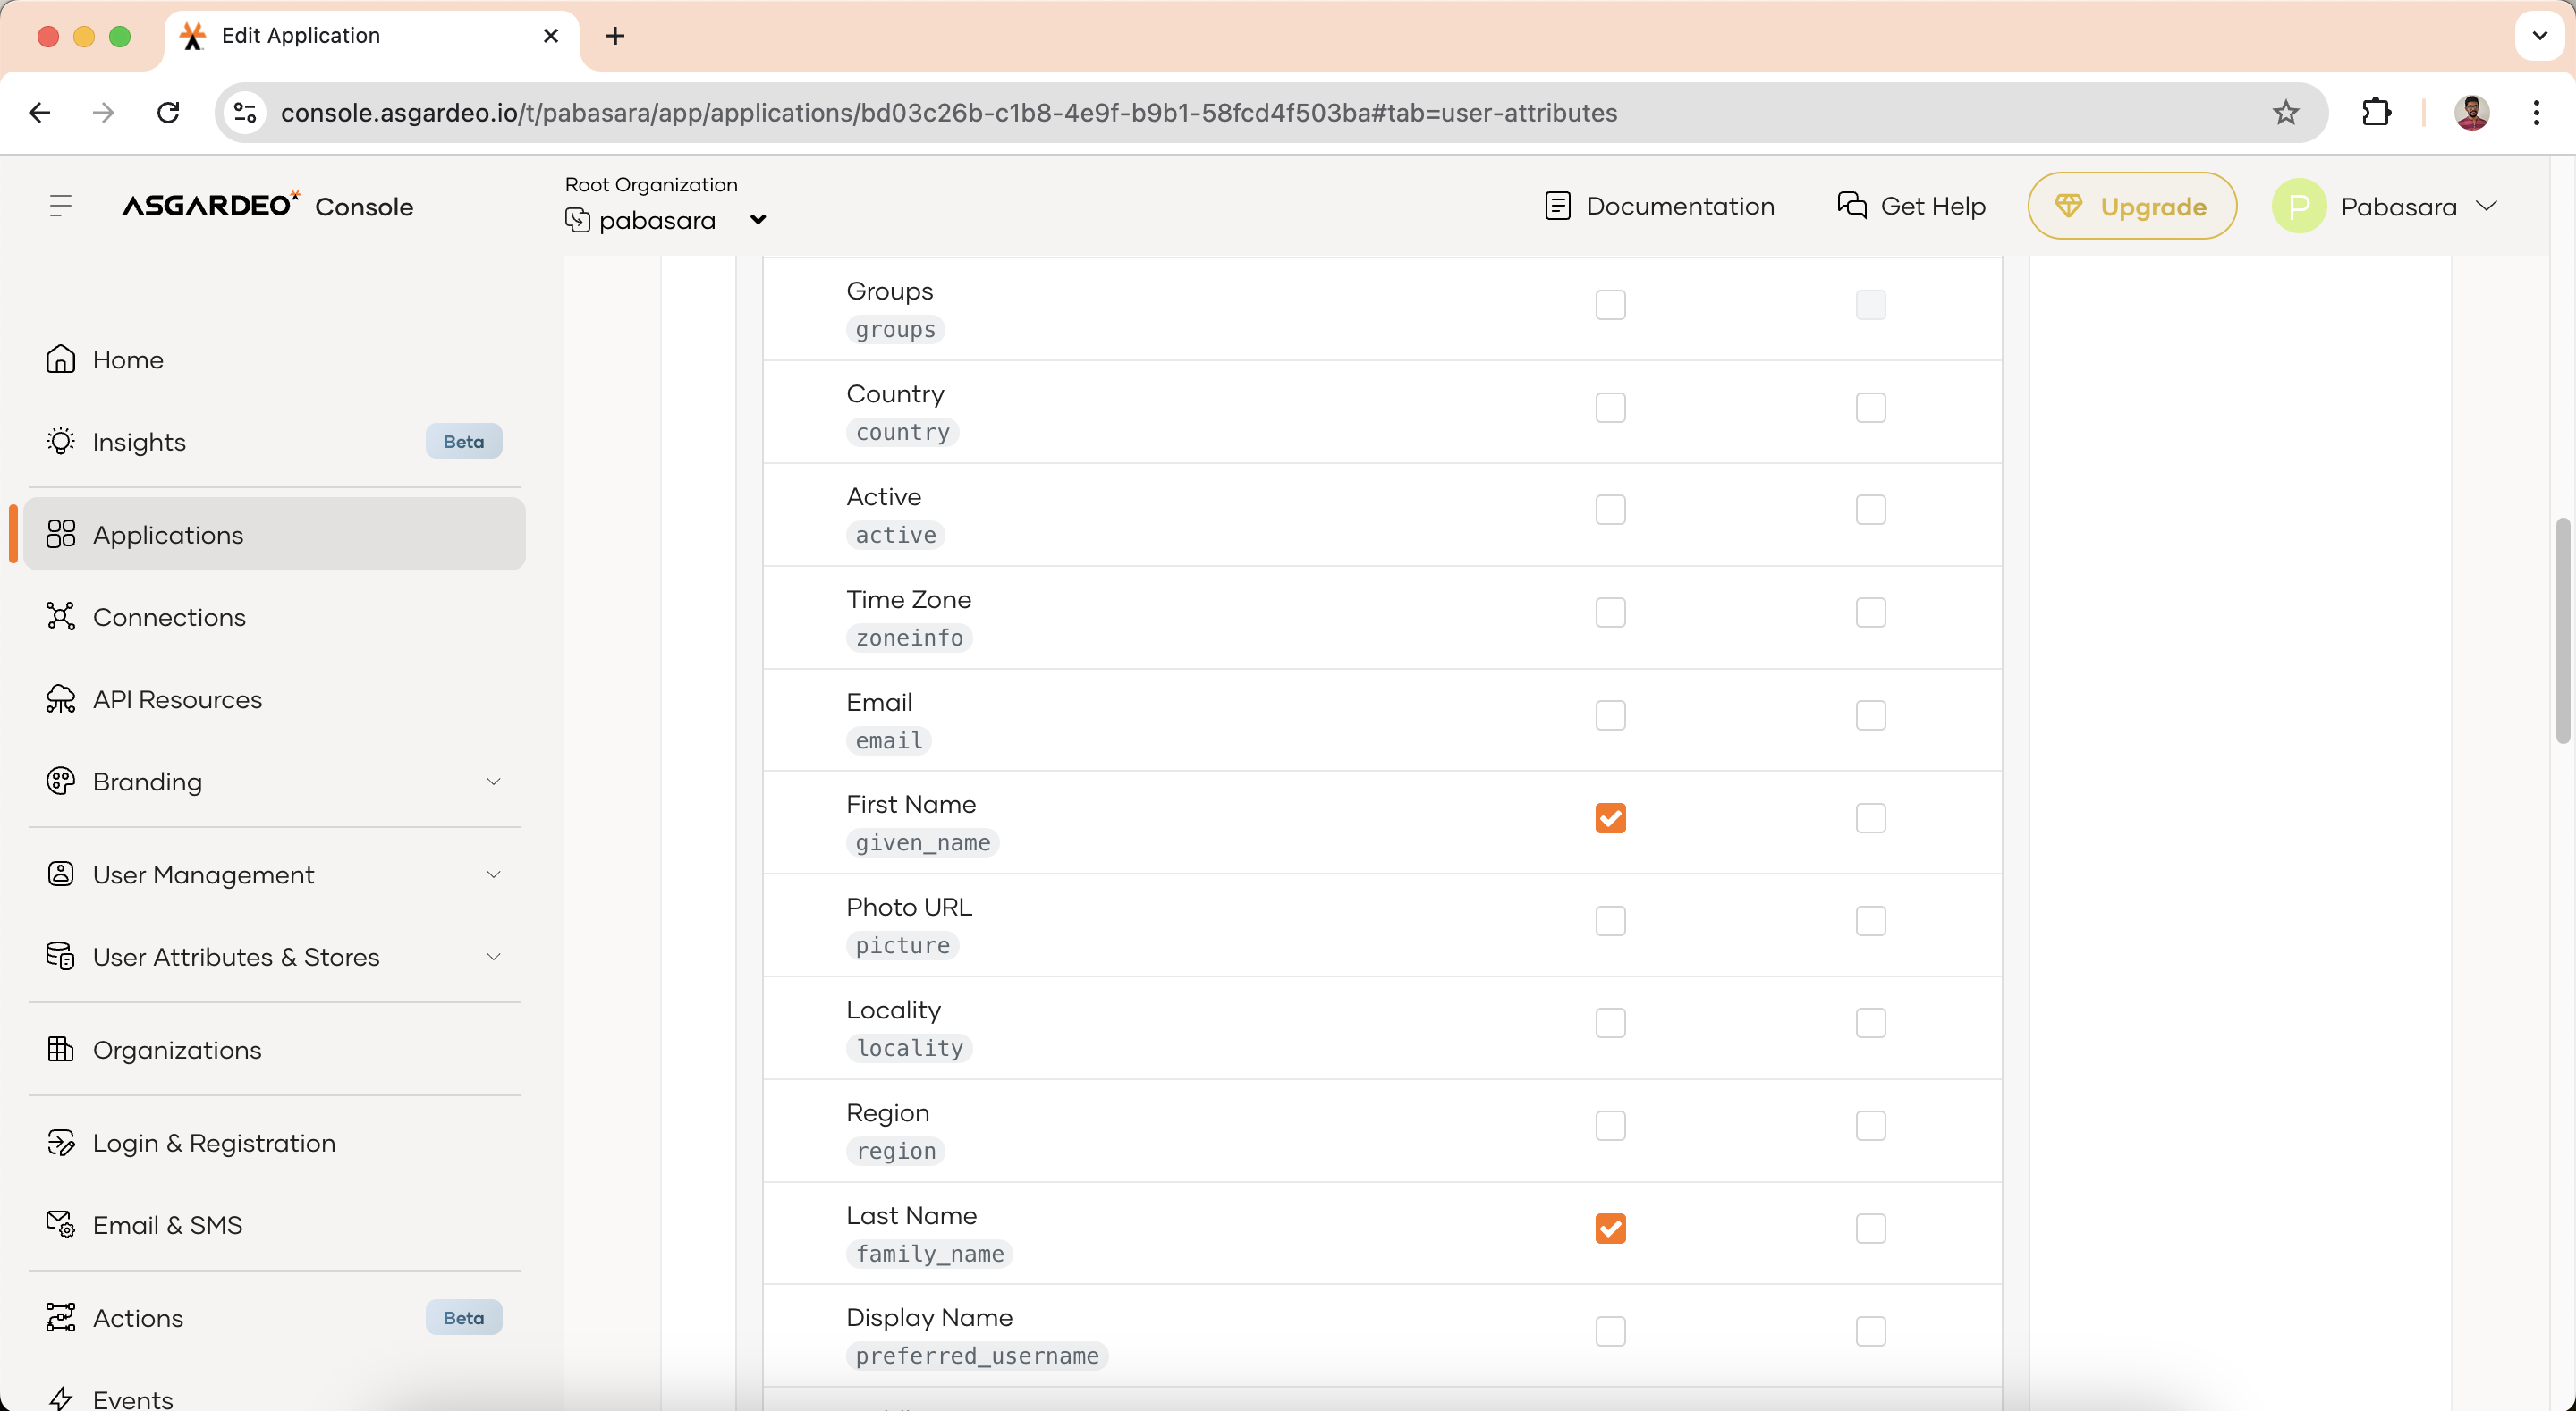 Edit Application
console.asgardeo.io/t/pabasara/app/applications/bd03c26b-c1b8-4e9f-b9b1-58fcd4f503ba#tab=user-attributes
ASGARDEO Console
Root Organization
pabasara
Documentation
Get Help
Upgrade
P
Pabasara
Home
Insights
Beta
Applications
Connections
API Resources
Branding
User Management
User Attributes & Stores
Organizations
Login & Registration
Email & SMS
Actions
Beta
Events
Groups
groups
Country
country
Active
active
Time Zone
zoneinfo
Email
email
First Name
given_name
Photo URL
picture
Locality
locality
Region
region
Last Name
family_name
Display Name
preferred_username